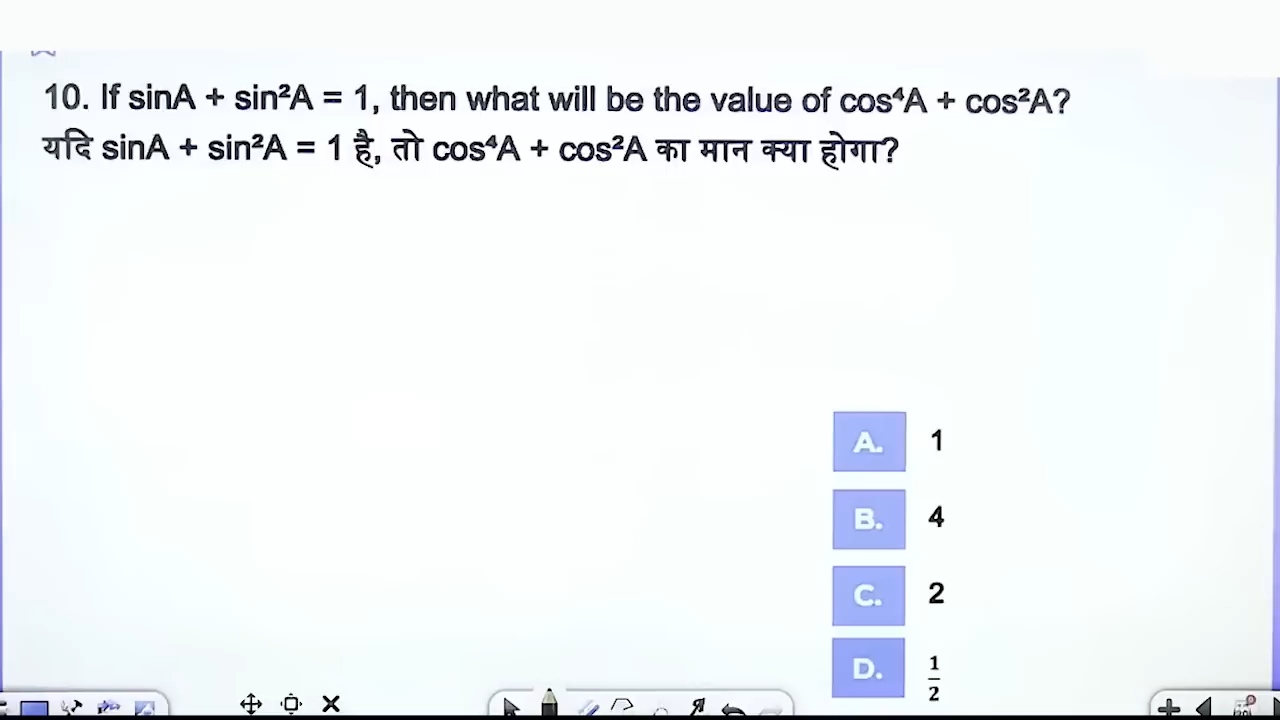 10. If sinA + sin²A = 1, then what will be the value of cos⁴A + cos²A?
यदि sinA + sin²A = 1 है, तो cos⁴A + cos²A का मान क्या होगा?
A. 1
B. 4
C. 2
D. 1/2